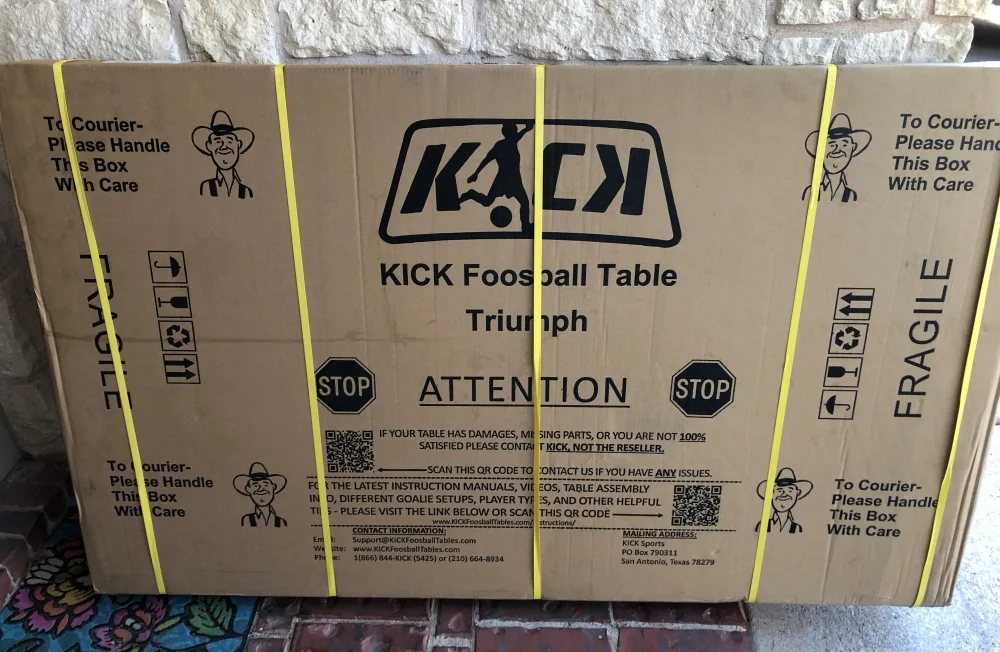 To Courier-
Please Handle
This Box
With Care
To Courier-
Please Hand
This Box
With Care
KICK
KICK Foosball Table
Triumph
FRAGILE
FRAGILE
STOP
ATTENTION
STOP
IF YOUR TABLE HAS DAMAGES, MISSING PARTS, OR YOU ARE NOT 100%
SATISFIED PLEASE CONTACT KICK, NOT THE RESELLER.
SCAN THIS QR CODE TO CONTACT US IF YOU HAVE ANY ISSUES.
FOR THE LATEST INSTRUCTION MANUALS, VIDEOS, TABLE ASSEMBLY
INFO, DIFFERENT GOALIE SETUPS, PLAYER TYPES, AND OTHER HELPFUL
TIPS - PLEASE VISIT THE LINK BELOW OR SCAN THIS QR CODE
www.KICKFoosballTables.com/instructions/
To Courier-
Please Handle
This Box
With Care
To Courier-
Please Handle
This Box
With Care
CONTACT INFORMATION:
Email: Support@KICKFoosballTables.com
Website: www.KICKFoosballTables.com
Phone: 1(866) 844-KICK (5425) or (210) 664-8934
MAILING ADDRESS:
KICK Sports
PO Box 790311
San Antonio, Texas 78279